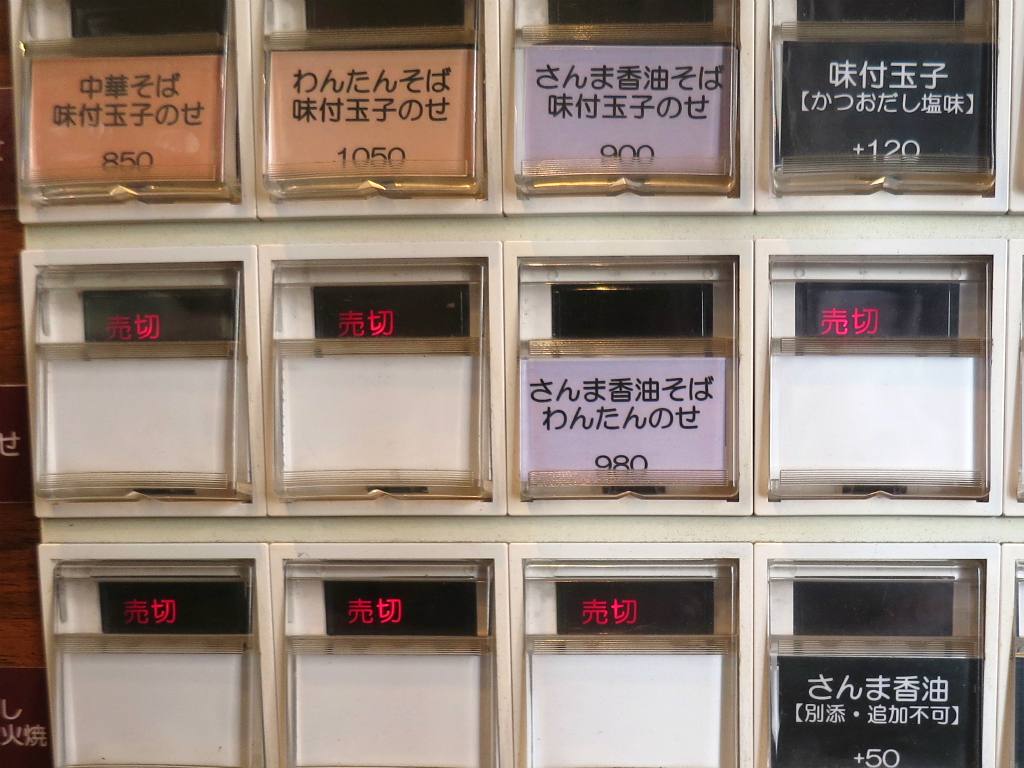 中華そば
味付玉子のせ
850
わんたんそば
味付玉子のせ
1050
さんま香油そば
味付玉子のせ
900
味付玉子
【かつおだし塩味】
+120
売切
売切
さんま香油そば
わんたんのせ
980
売切
せ
売切
売切
売切
さんま香油
【別添・追加不可】
+50
し
火焼